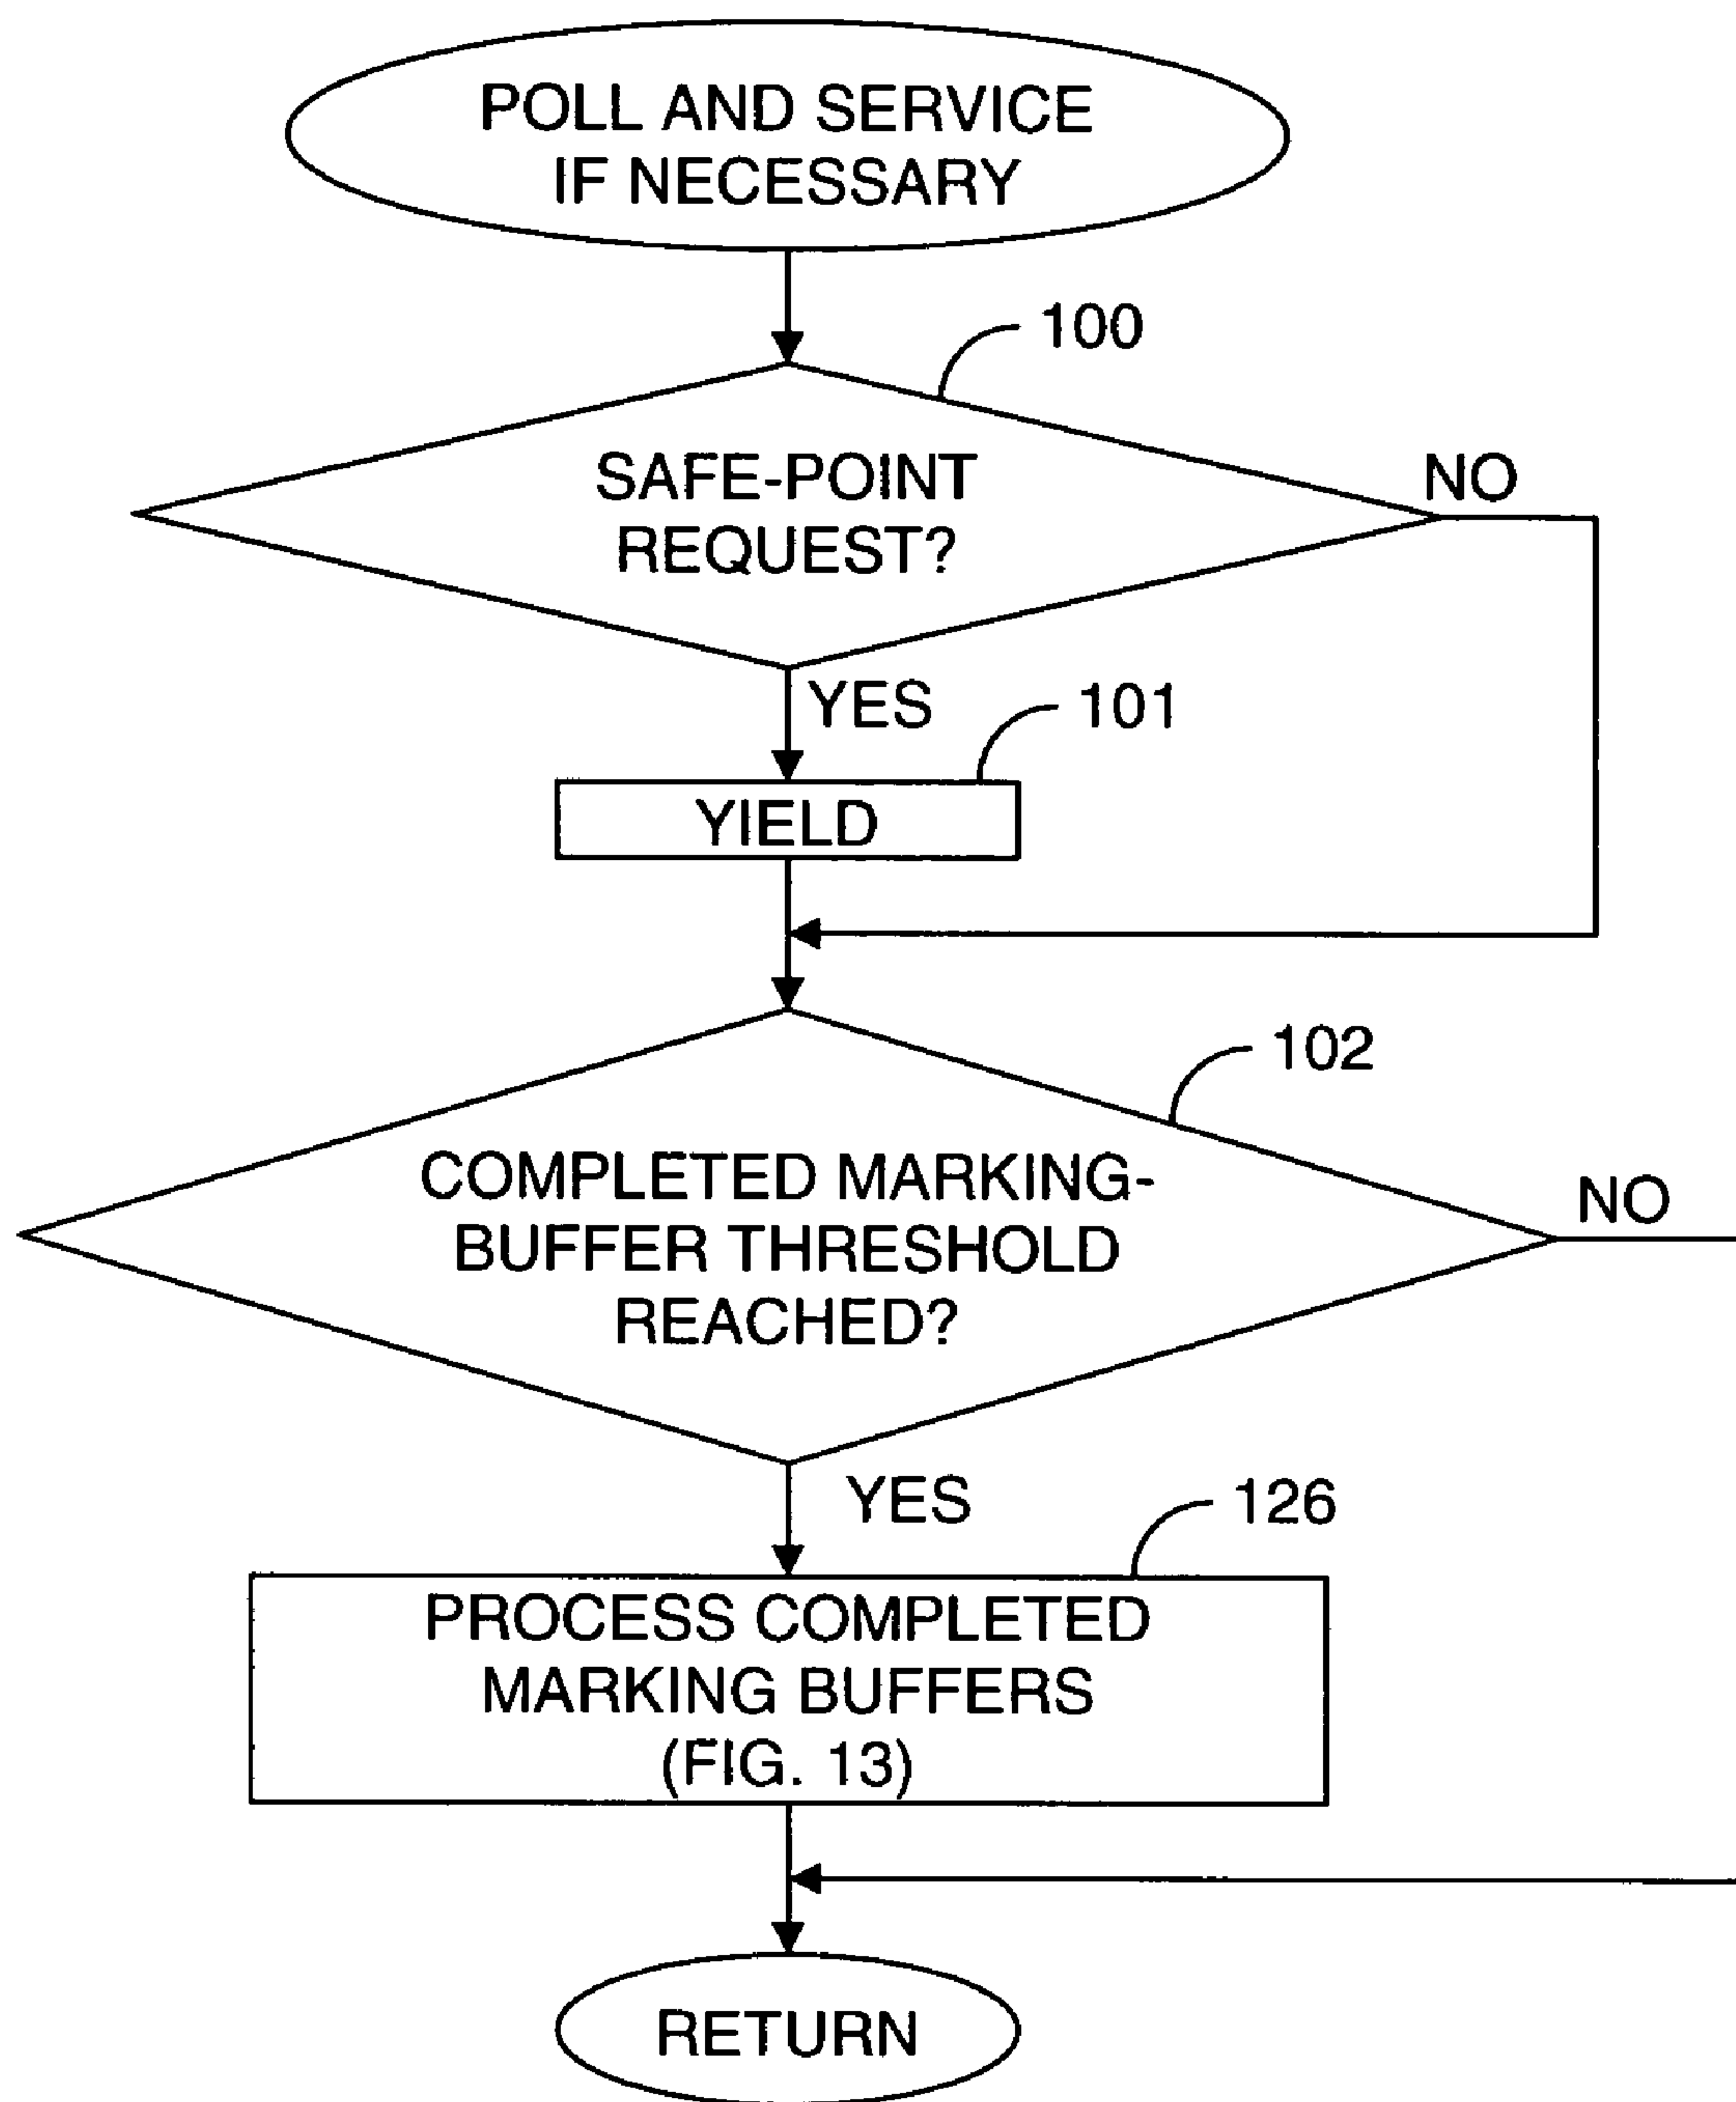 POLL AND SERVICE
IF NECESSARY
100
SAFE-POINT
REQUEST?
NO
YES
101
YIELD
102
COMPLETED MARKING-
BUFFER THRESHOLD
REACHED?
NO
YES
126
PROCESS COMPLETED
MARKING BUFFERS
(FIG. 13)
RETURN